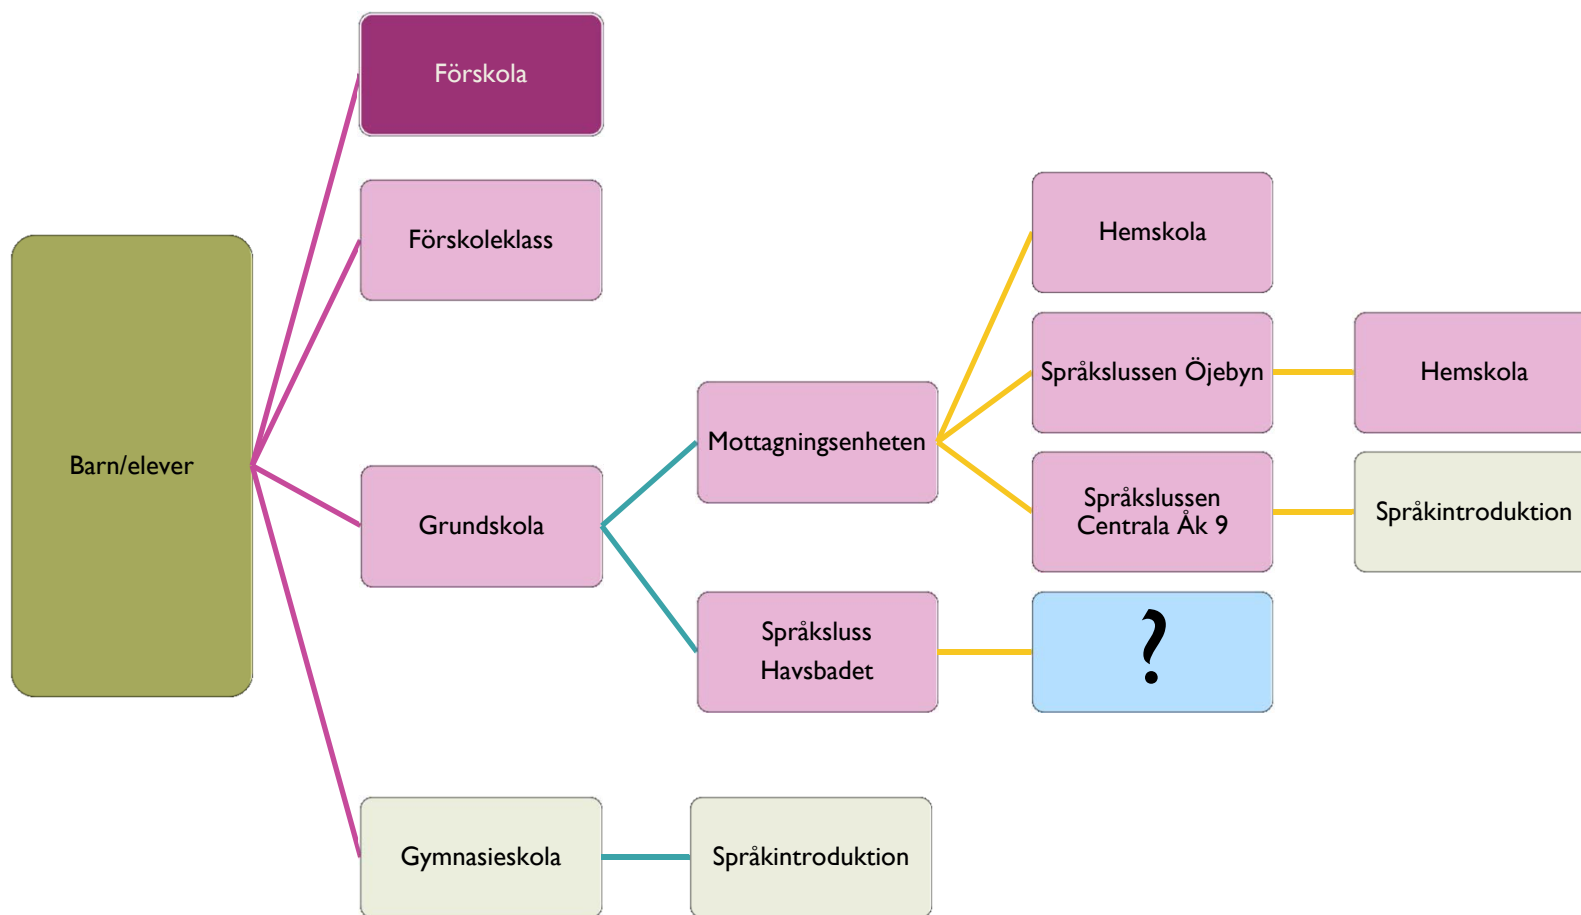 Förskola
Förskoleklass
Hemskola
Språkslussen Öjebyn
Hemskola
Mottagningsenheten
Barn/elever
Språkslussen
Centrala Åk 9
Språkintroduktion
Grundskola
Språksluss
Havsbadet
?
Gymnasieskola
Språkintroduktion